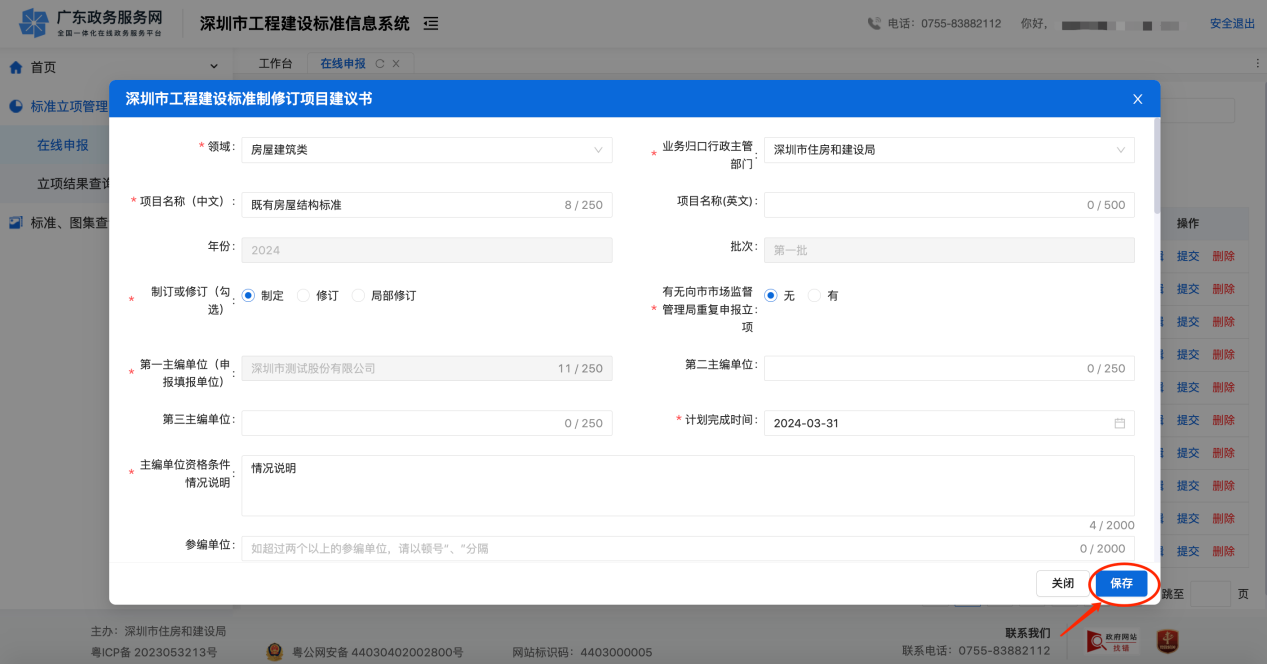 广东政务服务网
全国一体化在线政务服务平台
深圳市工程建设标准信息系统
电话：0755-83882112
你好,
安全退出
首页
工作台
在线申报
标准立项管理
在线申报
立项结果查询
标准、图集查
深圳市工程建设标准制修订项目建议书
* 领域：
房屋建筑类
* 业务归口行政主管部门：
深圳市住房和建设局
* 项目名称（中文）：
既有房屋结构标准
8 / 250
项目名称(英文)：
0 / 500
年份：
2024
批次：
第一批
* 制订或修订（勾选）：
制定
修订
局部修订
* 有无向市市场监督管理局重复申报立项：
无
有
* 第一主编单位（申报填报单位）：
深圳市测试股份有限公司
11 / 250
第二主编单位：
0 / 250
第三主编单位：
0 / 250
* 计划完成时间：
2024-03-31
* 主编单位资格条件情况说明：
情况说明
4 / 2000
参编单位：
如超过两个以上的参编单位，请以顿号“、”分隔
0 / 2000
关闭
保存
操作
提交 删除
提交 删除
提交 删除
提交 删除
提交 删除
提交 删除
提交 删除
提交 删除
提交 删除
提交 删除
跳至
页
主办：深圳市住房和建设局
粤ICP备 2023053213号
粤公网安备 44030402002800号
网站标识码：4403000005
联系我们
联系电话：0755-83882112
政府网站
找错